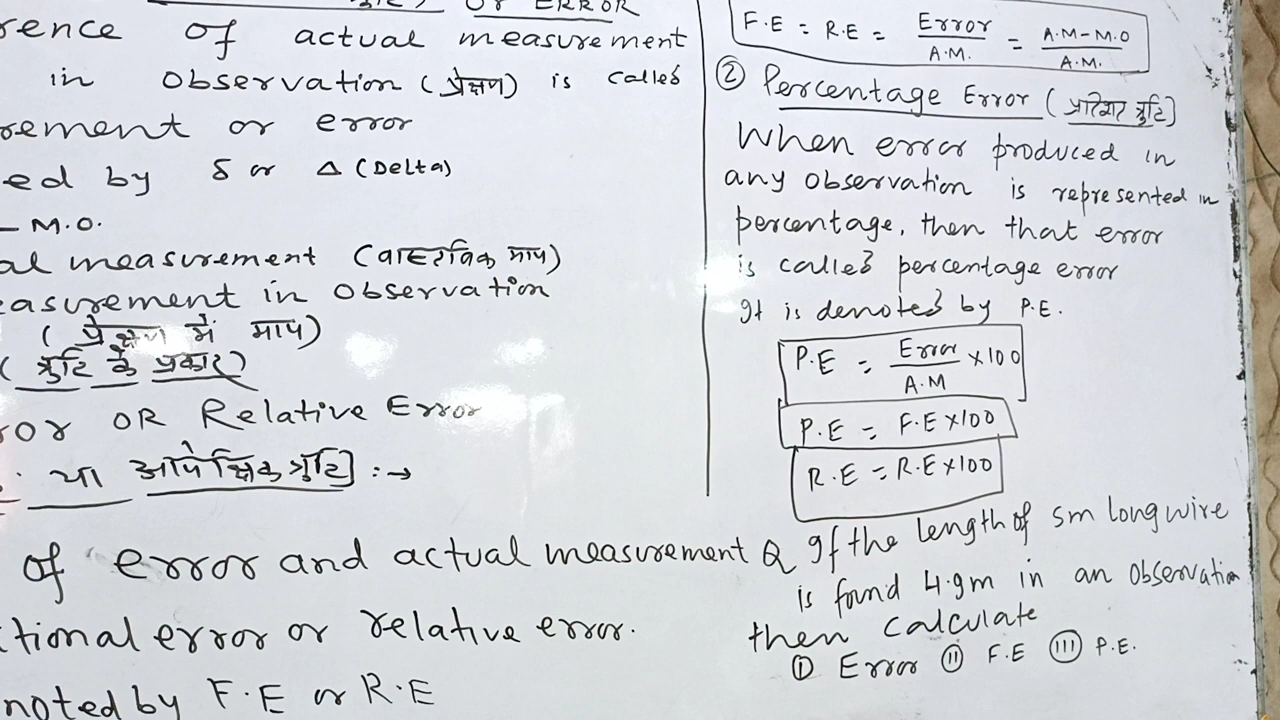 OR ERROR
rence of actual measurement
in observation (प्रेक्षण) is called
rement or error
ed by δ or Δ (Delta)
– M.O.
al measurement (वास्तविक माप)
easurement in observation
( प्रेक्षण में माप)
( त्रुटि के प्रकार)
ror OR Relative Error
या आपेक्षिक त्रुटि] :→
of error and actual measurement
tional error or relative error.
noted by F.E or R.E
F.E = R.E = Error/A.M. = A.M-M.O/A.M.
② Percentage Error (प्रतिशत त्रुटि]
When error produced in
any observation is represented in
percentage, then that error
is called percentage error
It is denoted by P.E.
P.E = Error/A.M ×100
P.E = F.E×100
R.E = R.E×100
Q If the length of 5m long wire
is found 4.9m in an observation
then calculate
① Error ⑪ F.E ⑪⑪ P.E.